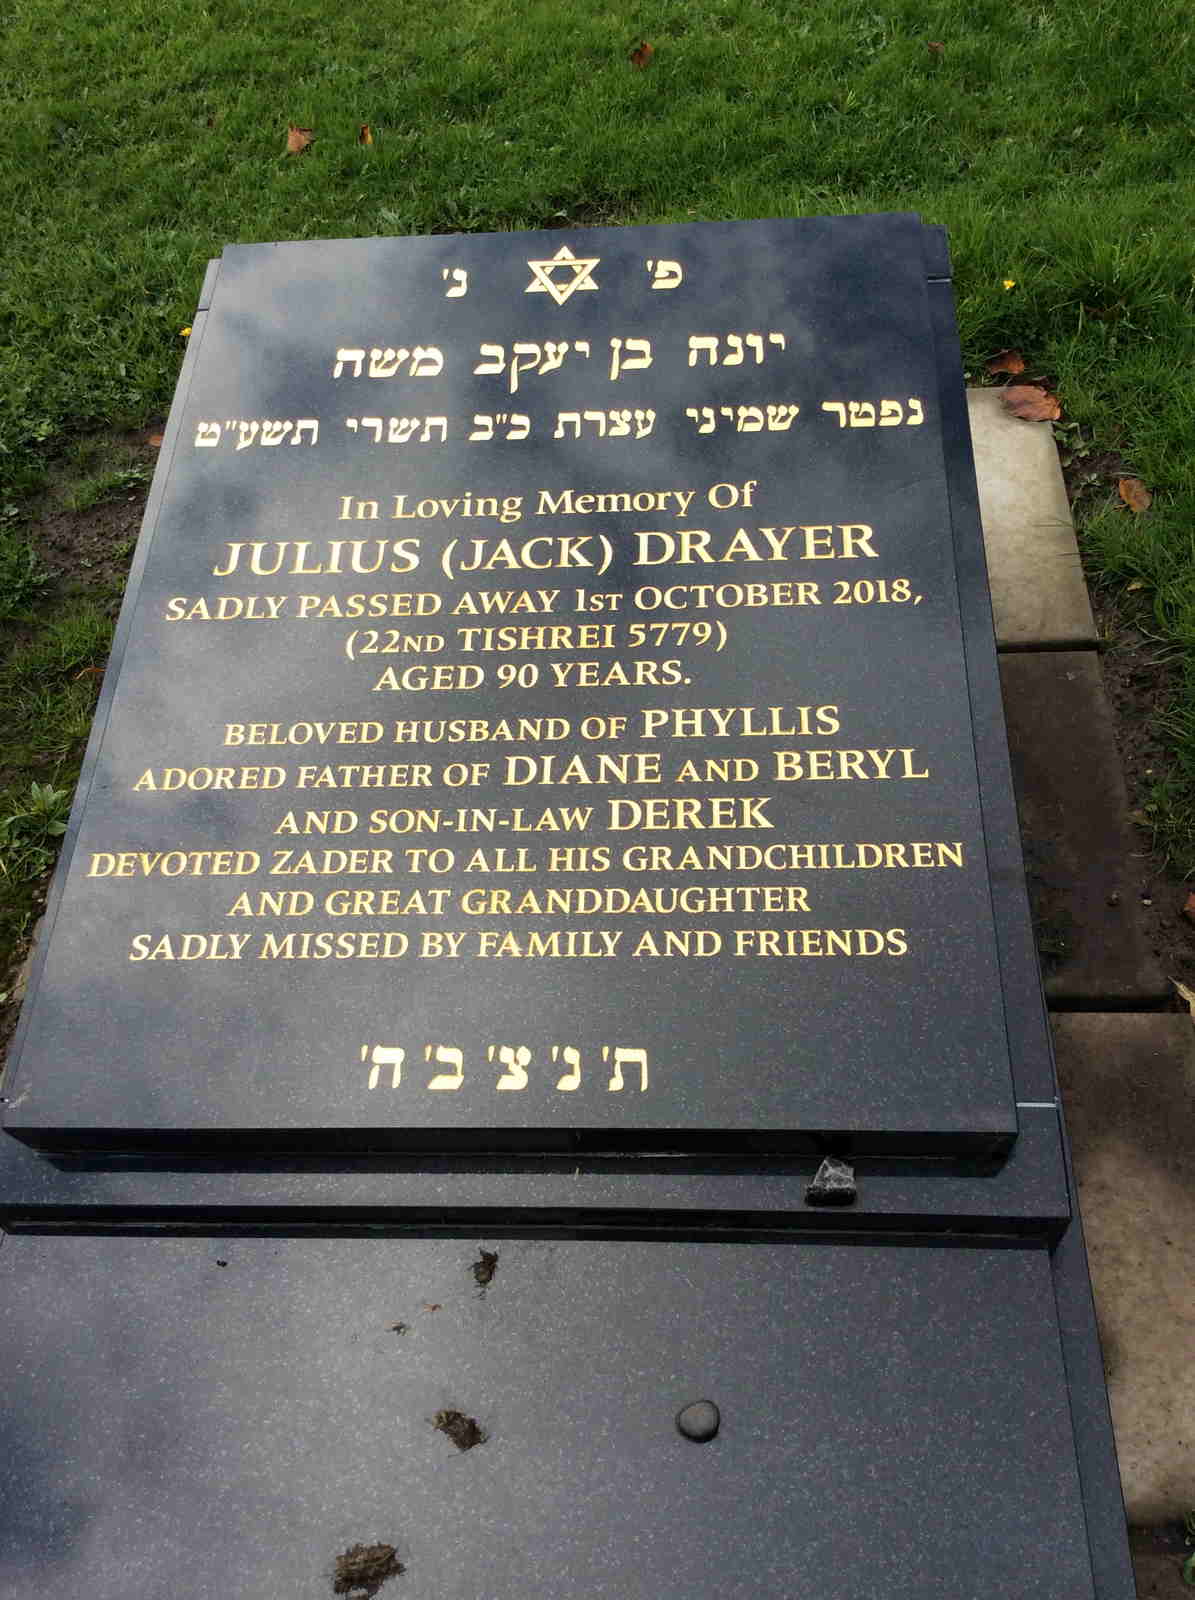 פ' נ'
יונה בן יעקב משה
נפטר שמיני עצרת כ"ב תשרי תשע"ט
In Loving Memory Of
JULIUS (JACK) DRAYER
SADLY PASSED AWAY 1ST OCTOBER 2018,
(22ND TISHREI 5779)
AGED 90 YEARS.
BELOVED HUSBAND OF PHYLLIS
ADORED FATHER OF DIANE AND BERYL
AND SON-IN-LAW DEREK
DEVOTED ZADER TO ALL HIS GRANDCHILDREN
AND GREAT GRANDDAUGHTER
SADLY MISSED BY FAMILY AND FRIENDS
ת' נ' צ' ב' ה'